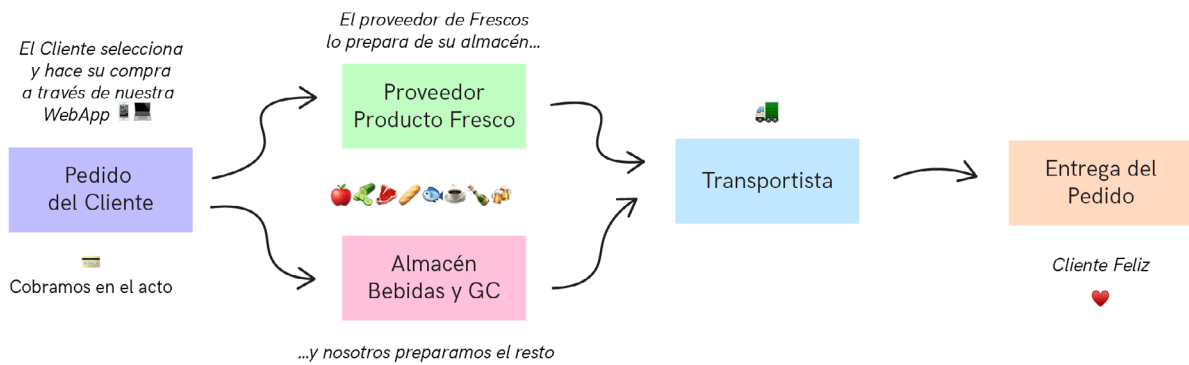 El Cliente selecciona
y hace su compra
a través de nuestra
WebApp
Pedido
del Cliente
Cobramos en el acto
El proveedor de Frescos
lo prepara de su almacén...
Proveedor
Producto Fresco
Almacén
Bebidas y GC
...y nosotros preparamos el resto
Transportista
Entrega del
Pedido
Cliente Feliz